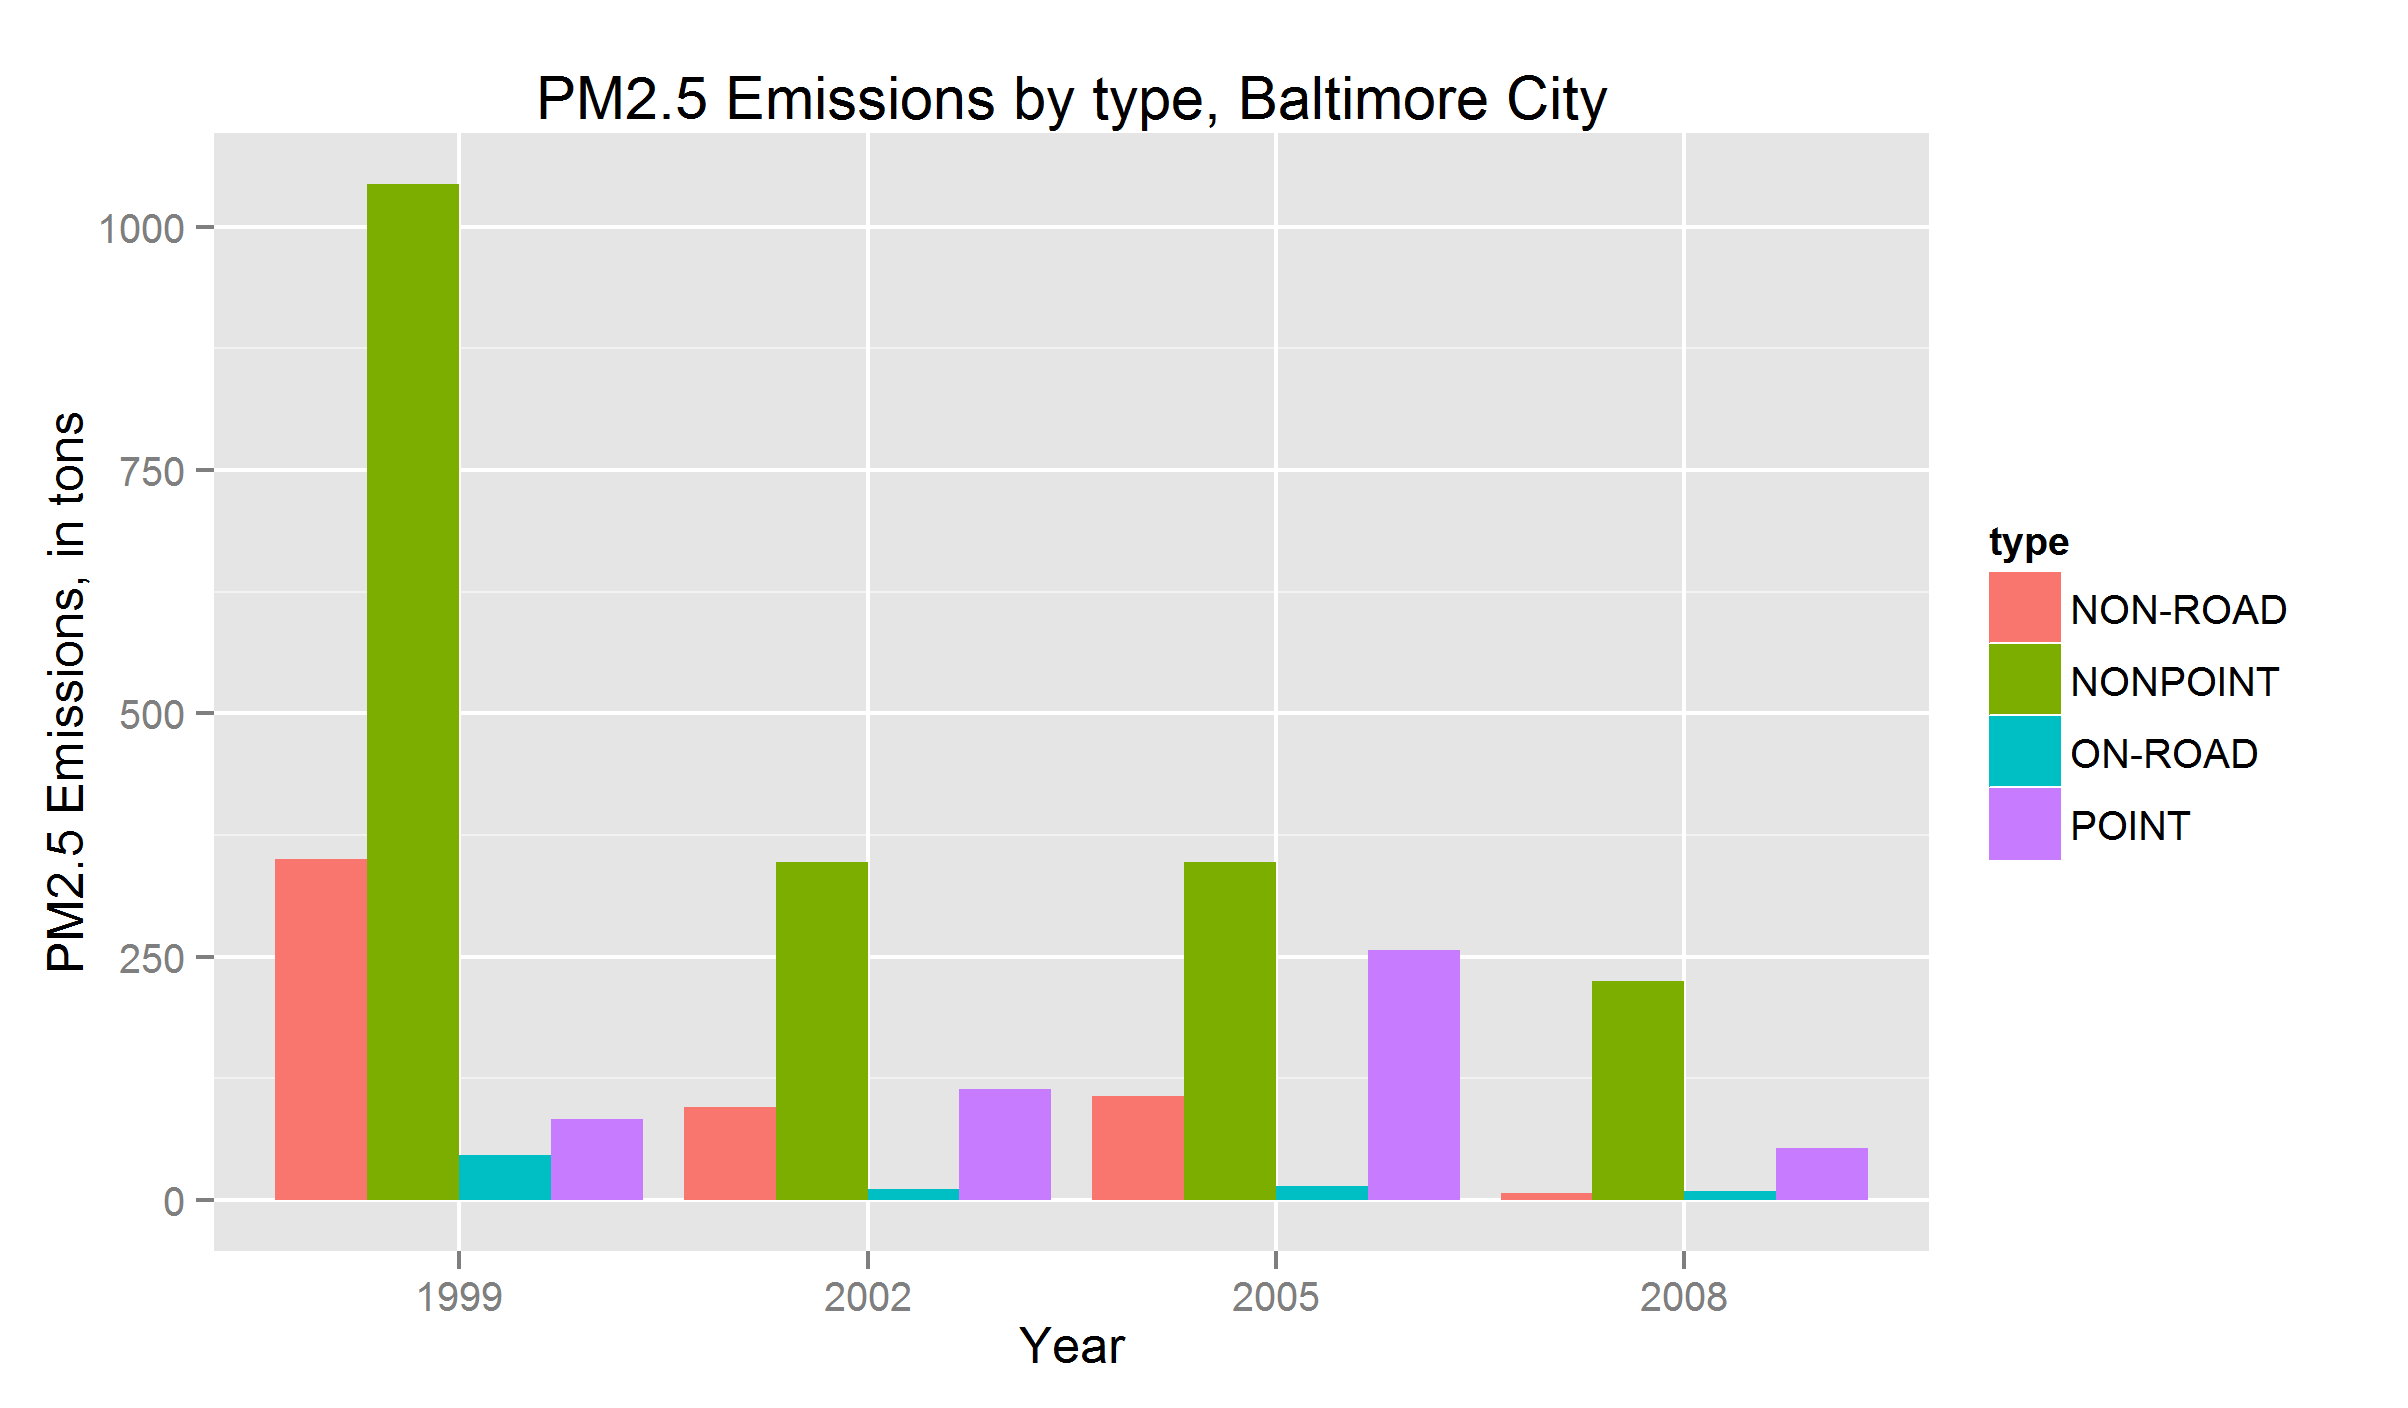 PM2.5 Emissions by type, Baltimore City
PM2.5 Emissions, in tons
1000
750
500
250
0
1999 2002 2005 2008
Year
type
NON-ROAD
NONPOINT
ON-ROAD
POINT